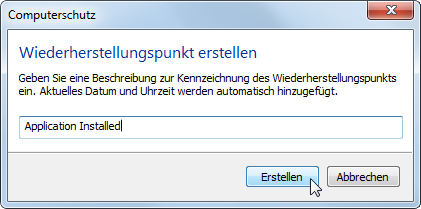 Computerschutz
Wiederherstellungspunkt erstellen
Geben Sie eine Beschreibung zur Kennzeichnung des Wiederherstellungspunkts
ein. Aktuelles Datum und Uhrzeit werden automatisch hinzugefügt.
Application Installed
Erstellen
Abbrechen